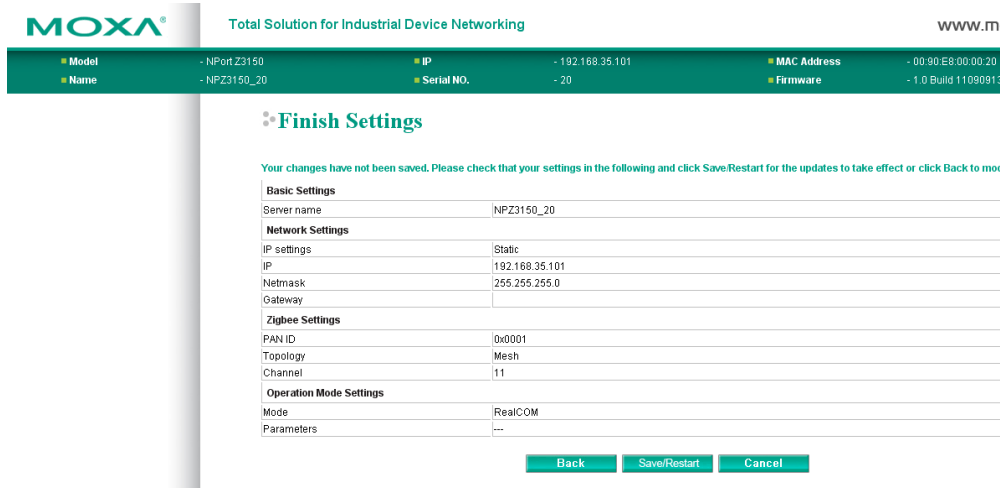 MOXA® Total Solution for Industrial Device Networking www.m
Model - NPort Z3150 IP - 192.168.35.101 MAC Address - 00:90:E8:00:00:20
Name - NPZ3150_20 Serial NO. - 20 Firmware - 1.0 Build 11090913
Finish Settings
Your changes have not been saved. Please check that your settings in the following and click Save/Restart for the updates to take effect or click Back to mod
Basic Settings
Server name NPZ3150_20
Network Settings
IP settings Static
IP 192.168.35.101
Netmask 255.255.255.0
Gateway
Zigbee Settings
PAN ID 0x0001
Topology Mesh
Channel 11
Operation Mode Settings
Mode RealCOM
Parameters ---
Back Save/Restart Cancel